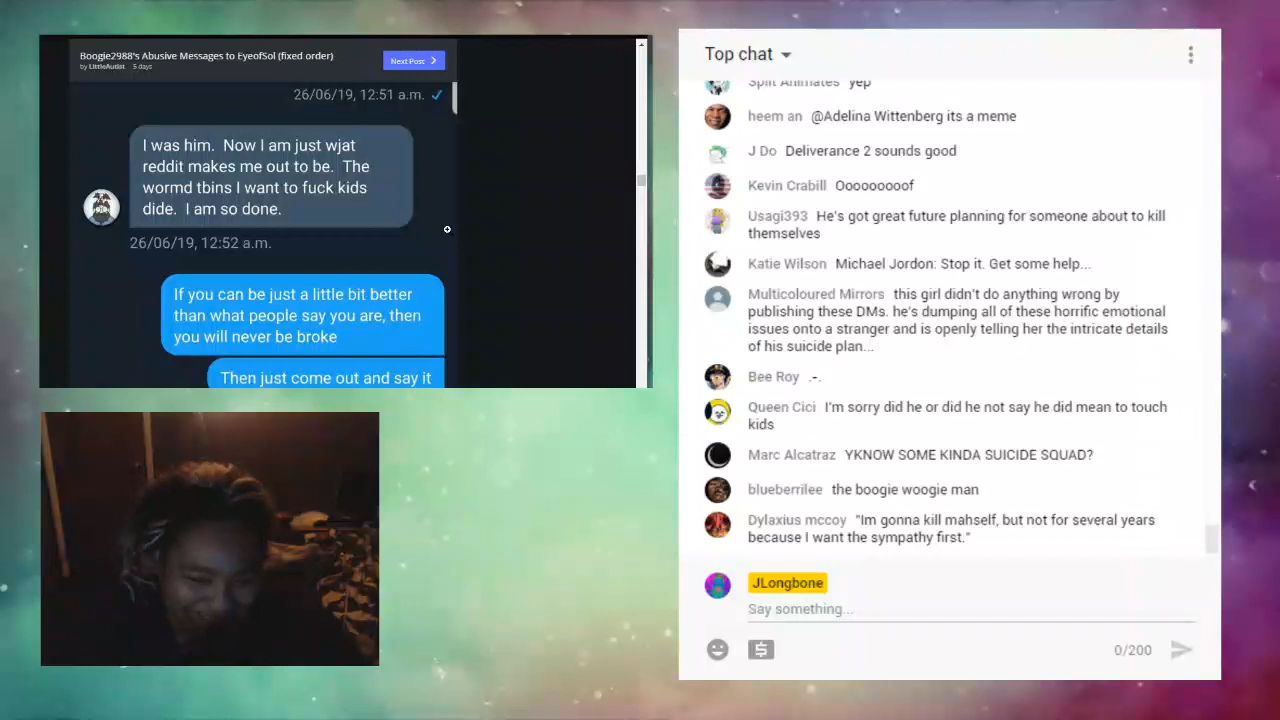 Boogie2988's Abusive Messages to EyeofSol (fixed order)
by LittleAudat 5 days
Next Post
26/06/19, 12:51 a.m.
I was him. Now I am just wjat
reddit makes me out to be. The
wormd tbins I want to fuck kids
dide. I am so done.
26/06/19, 12:52 a.m.
If you can be just a little bit better
than what people say you are, then
you will never be broke
Then just come out and say it
Top chat
Split Animates yep
heem an @Adelina Wittenberg its a meme
J Do Deliverance 2 sounds good
Kevin Crabill Ooooooooof
Usagi393 He's got great future planning for someone about to kill
themselves
Katie Wilson Michael Jordon: Stop it. Get some help...
Multicoloured Mirrors this girl didn't do anything wrong by
publishing these DMs. he's dumping all of these horrific emotional
issues onto a stranger and is openly telling her the intricate details
of his suicide plan...
Bee Roy .-.
Queen Cici I'm sorry did he or did he not say he did mean to touch
kids
Marc Alcatraz YKNOW SOME KINDA SUICIDE SQUAD?
blueberrilee the boogie woogie man
Dylaxius mccoy "Im gonna kill mahself, but not for several years
because I want the sympathy first."
JLongbone
Say something...
0/200